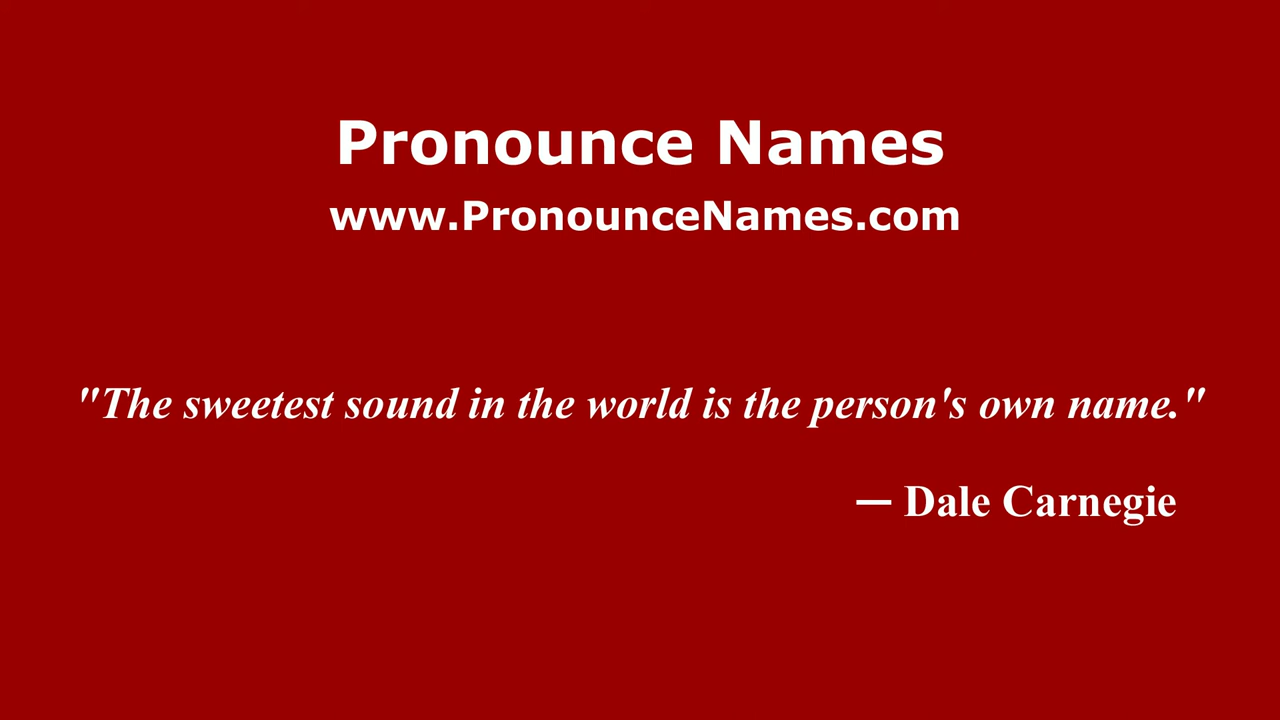 Pronounce Names
www.PronounceNames.com
"The sweetest sound in the world is the person's own name."
— Dale Carnegie